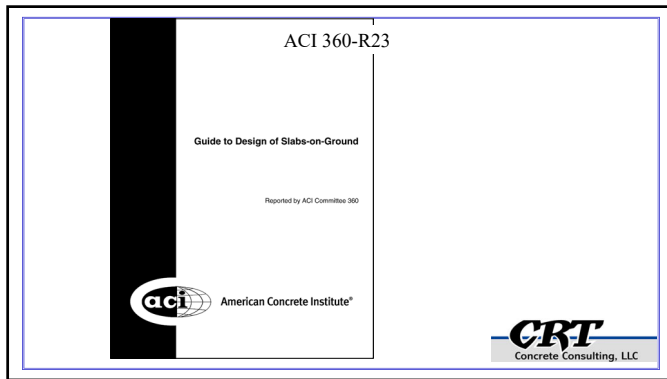 ACI 360-R23
Guide to Design of Slabs-on-Ground
Reported by ACI Committee 360
aci
American Concrete Institute®
CRT
Concrete Consulting, LLC